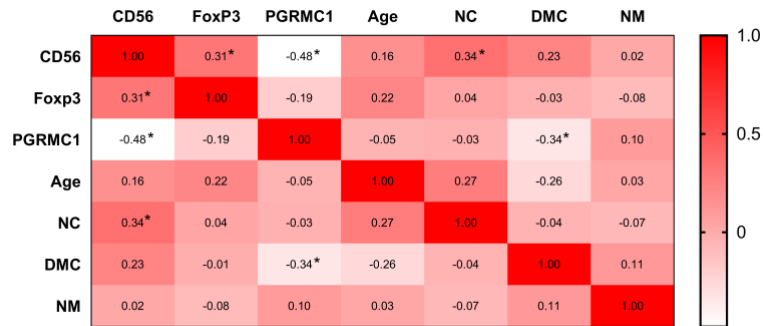 CD56 FoxP3 PGRMC1 Age NC DMC NM
CD56 1.00 0.31* -0.48* 0.16 0.34* 0.23 0.02
Foxp3 0.31* 1.00 -0.19 0.22 0.04 -0.03 -0.08
PGRMC1 -0.48* -0.19 1.00 -0.05 -0.03 -0.34* 0.10
Age 0.16 0.22 -0.05 1.00 0.27 -0.26 0.03
NC 0.34* 0.04 -0.03 0.27 1.00 -0.04 -0.07
DMC 0.23 -0.01 -0.34* -0.26 -0.04 1.00 0.11
NM 0.02 -0.08 0.10 0.03 -0.07 0.11 1.00
1.0
0.5
0